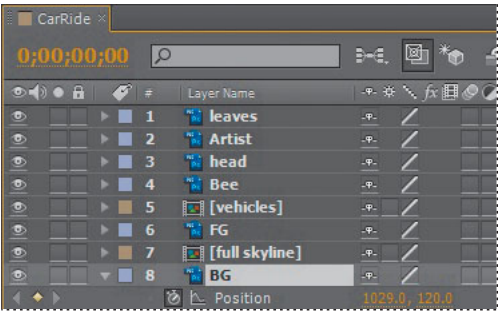 CarRide ×
0;00;00;00
# Layer Name fx
1 leaves
2 Artist
3 head
4 Bee
5 [vehicles]
6 FG
7 [full skyline]
8 BG
Position 1029.0, 120.0